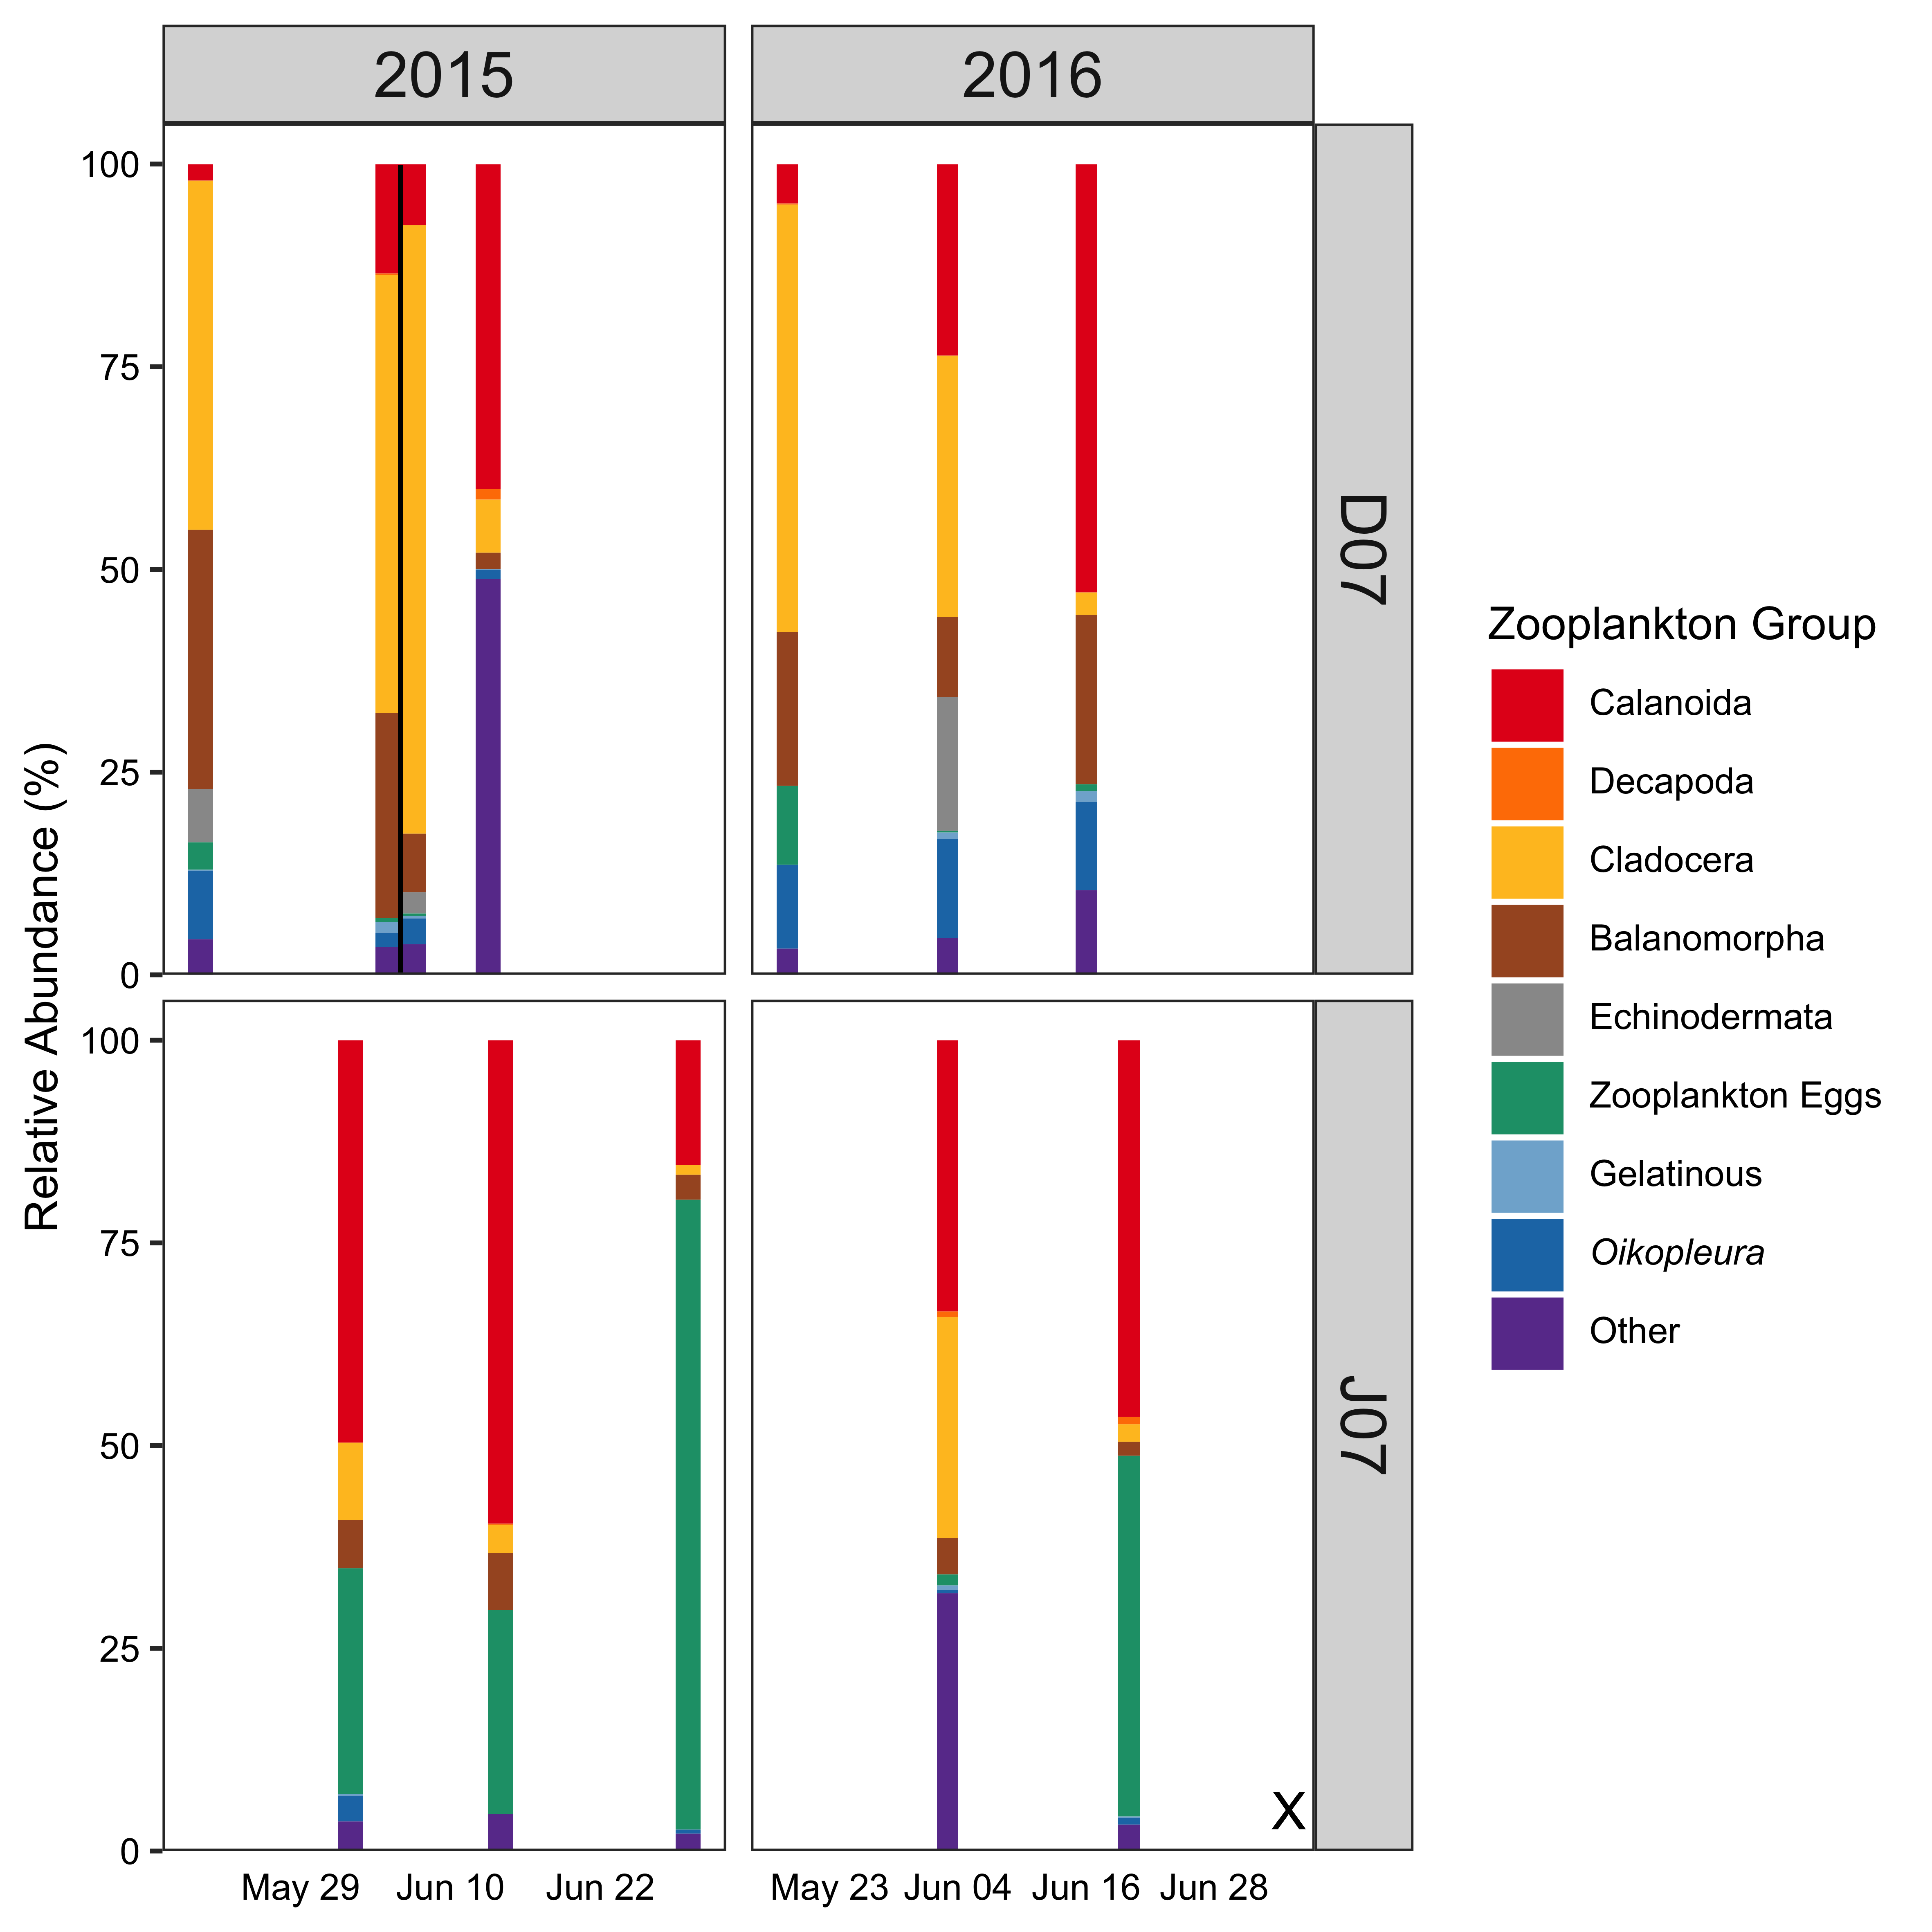 2015
2016
100
75
50
25
0
D07
100
75
50
25
0
J07
X
May 29
Jun 10
Jun 22
May 23
Jun 04
Jun 16
Jun 28
Relative Abundance (%)
Zooplankton Group
Calanoida
Decapoda
Cladocera
Balanomorpha
Echinodermata
Zooplankton Eggs
Gelatinous
Oikopleura
Other